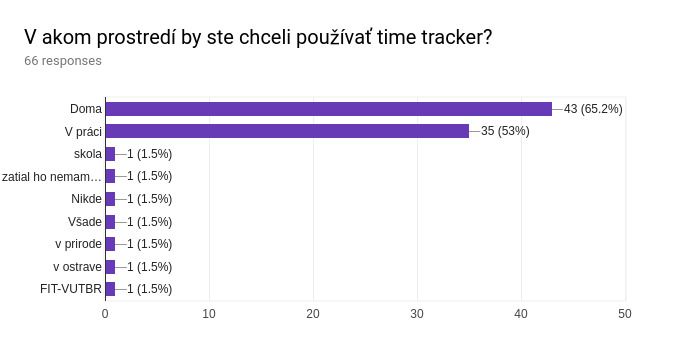 V akom prostredí by ste chceli používať time tracker?
66 responses
Doma 43 (65.2%)
V práci 35 (53%)
skola 1 (1.5%)
zatial ho nemam… 1 (1.5%)
Nikde 1 (1.5%)
Všade 1 (1.5%)
v prirode 1 (1.5%)
v ostrave 1 (1.5%)
FIT-VUTBR 1 (1.5%)
0 10 20 30 40 50